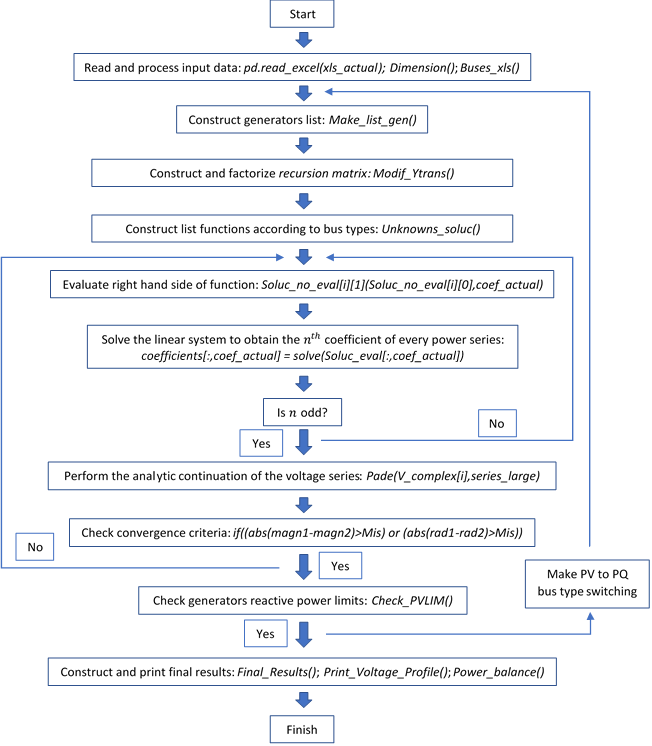 Start
Read and process input data: pd.read_excel(xls_actual); Dimension(); Buses_xls()
Construct generators list: Make_list_gen()
Construct and factorize recursion matrix: Modif_Ytrans()
Construct list functions according to bus types: Unknowns_soluc()
Evaluate right hand side of function: Soluc_no_eval[i][1](Soluc_no_eval[i][0],coef_actual)
Solve the linear system to obtain the nth coefficient of every power series:
coefficients[:,coef_actual] = solve(Soluc_eval[:,coef_actual])
Is n odd?
No
Yes
Perform the analytic continuation of the voltage series: Pade(V_complex[i],series_large)
Check convergence criteria: if((abs(magn1-magn2)>Mis) or (abs(rad1-rad2)>Mis))
No
Yes
Make PV to PQ
bus type switching
Check generators reactive power limits: Check_PVLIM()
Yes
Construct and print final results: Final_Results(); Print_Voltage_Profile(); Power_balance()
Finish